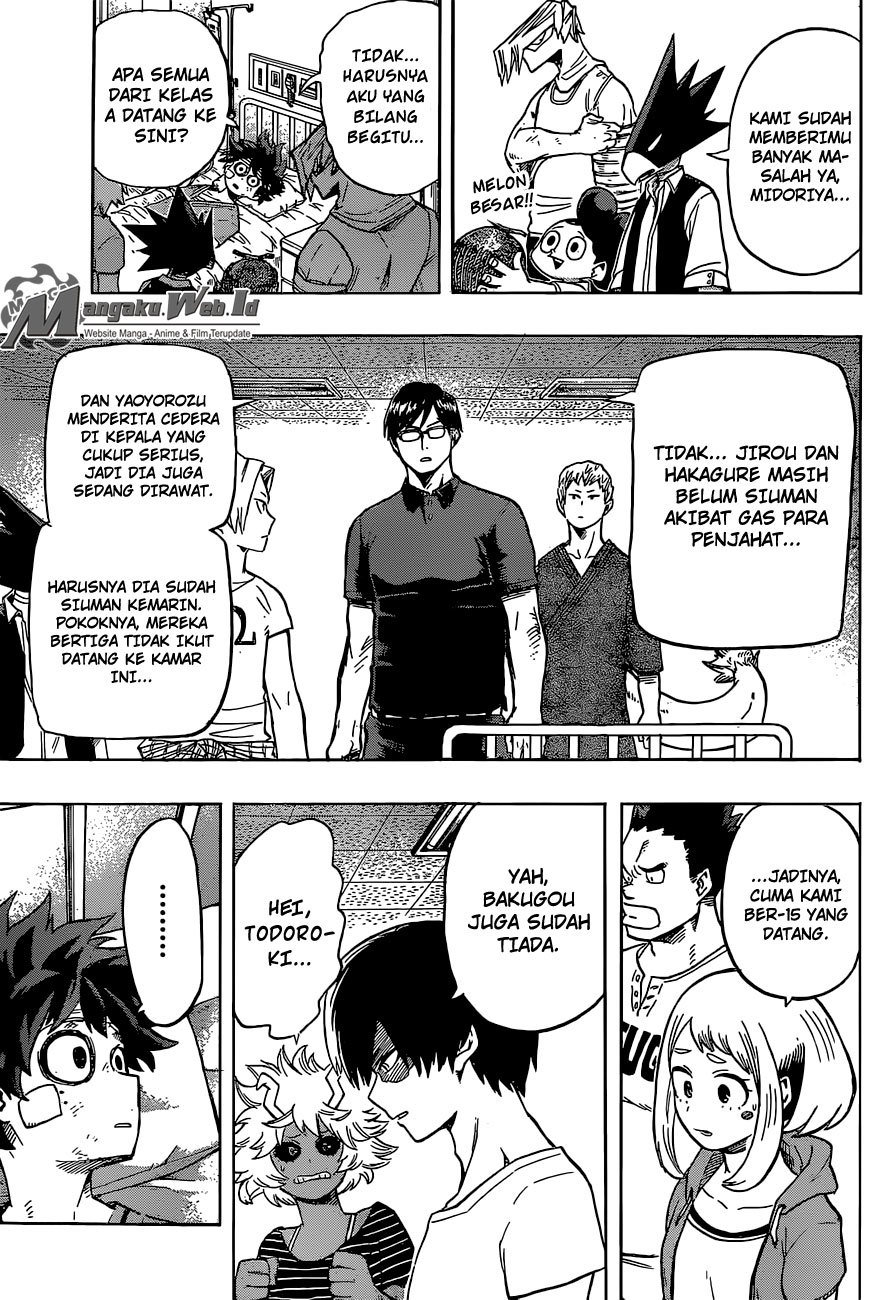 KAMI SUDAH
MEMBERIMU
BANYAK MA-
SALAH YA,
MIDORIYA...
MELON
BESAR!!
TIDAK...
HARUSNYA
AKU YANG
BILANG
BEGITU...
APA SEMUA
DARI KELAS
A DATANG KE
SINI?
MANGA
Mangaku.Web.Id
Website Manga - Anime & Film Terupdate
TIDAK... JIROU DAN
HAKAGURE MASIH
BELUM SIUMAN
AKIBAT GAS PARA
PENJAHAT...
DAN YAOYOROZU
MENDERITA CEDERA
DI KEPALA YANG
CUKUP SERIUS,
JADI DIA JUGA
SEDANG DIRAWAT.
HARUSNYA DIA SUDAH
SIUMAN KEMARIN.
POKOKNYA, MEREKA
BERTIGA TIDAK IKUT
DATANG KE KAMAR
INI...
2
...JADINYA,
CUMA KAMI
BER-15 YANG
DATANG.
YAH,
BAKUGOU
JUGA SUDAH
TIADA.
HEI,
TODORO-
KI...
.........